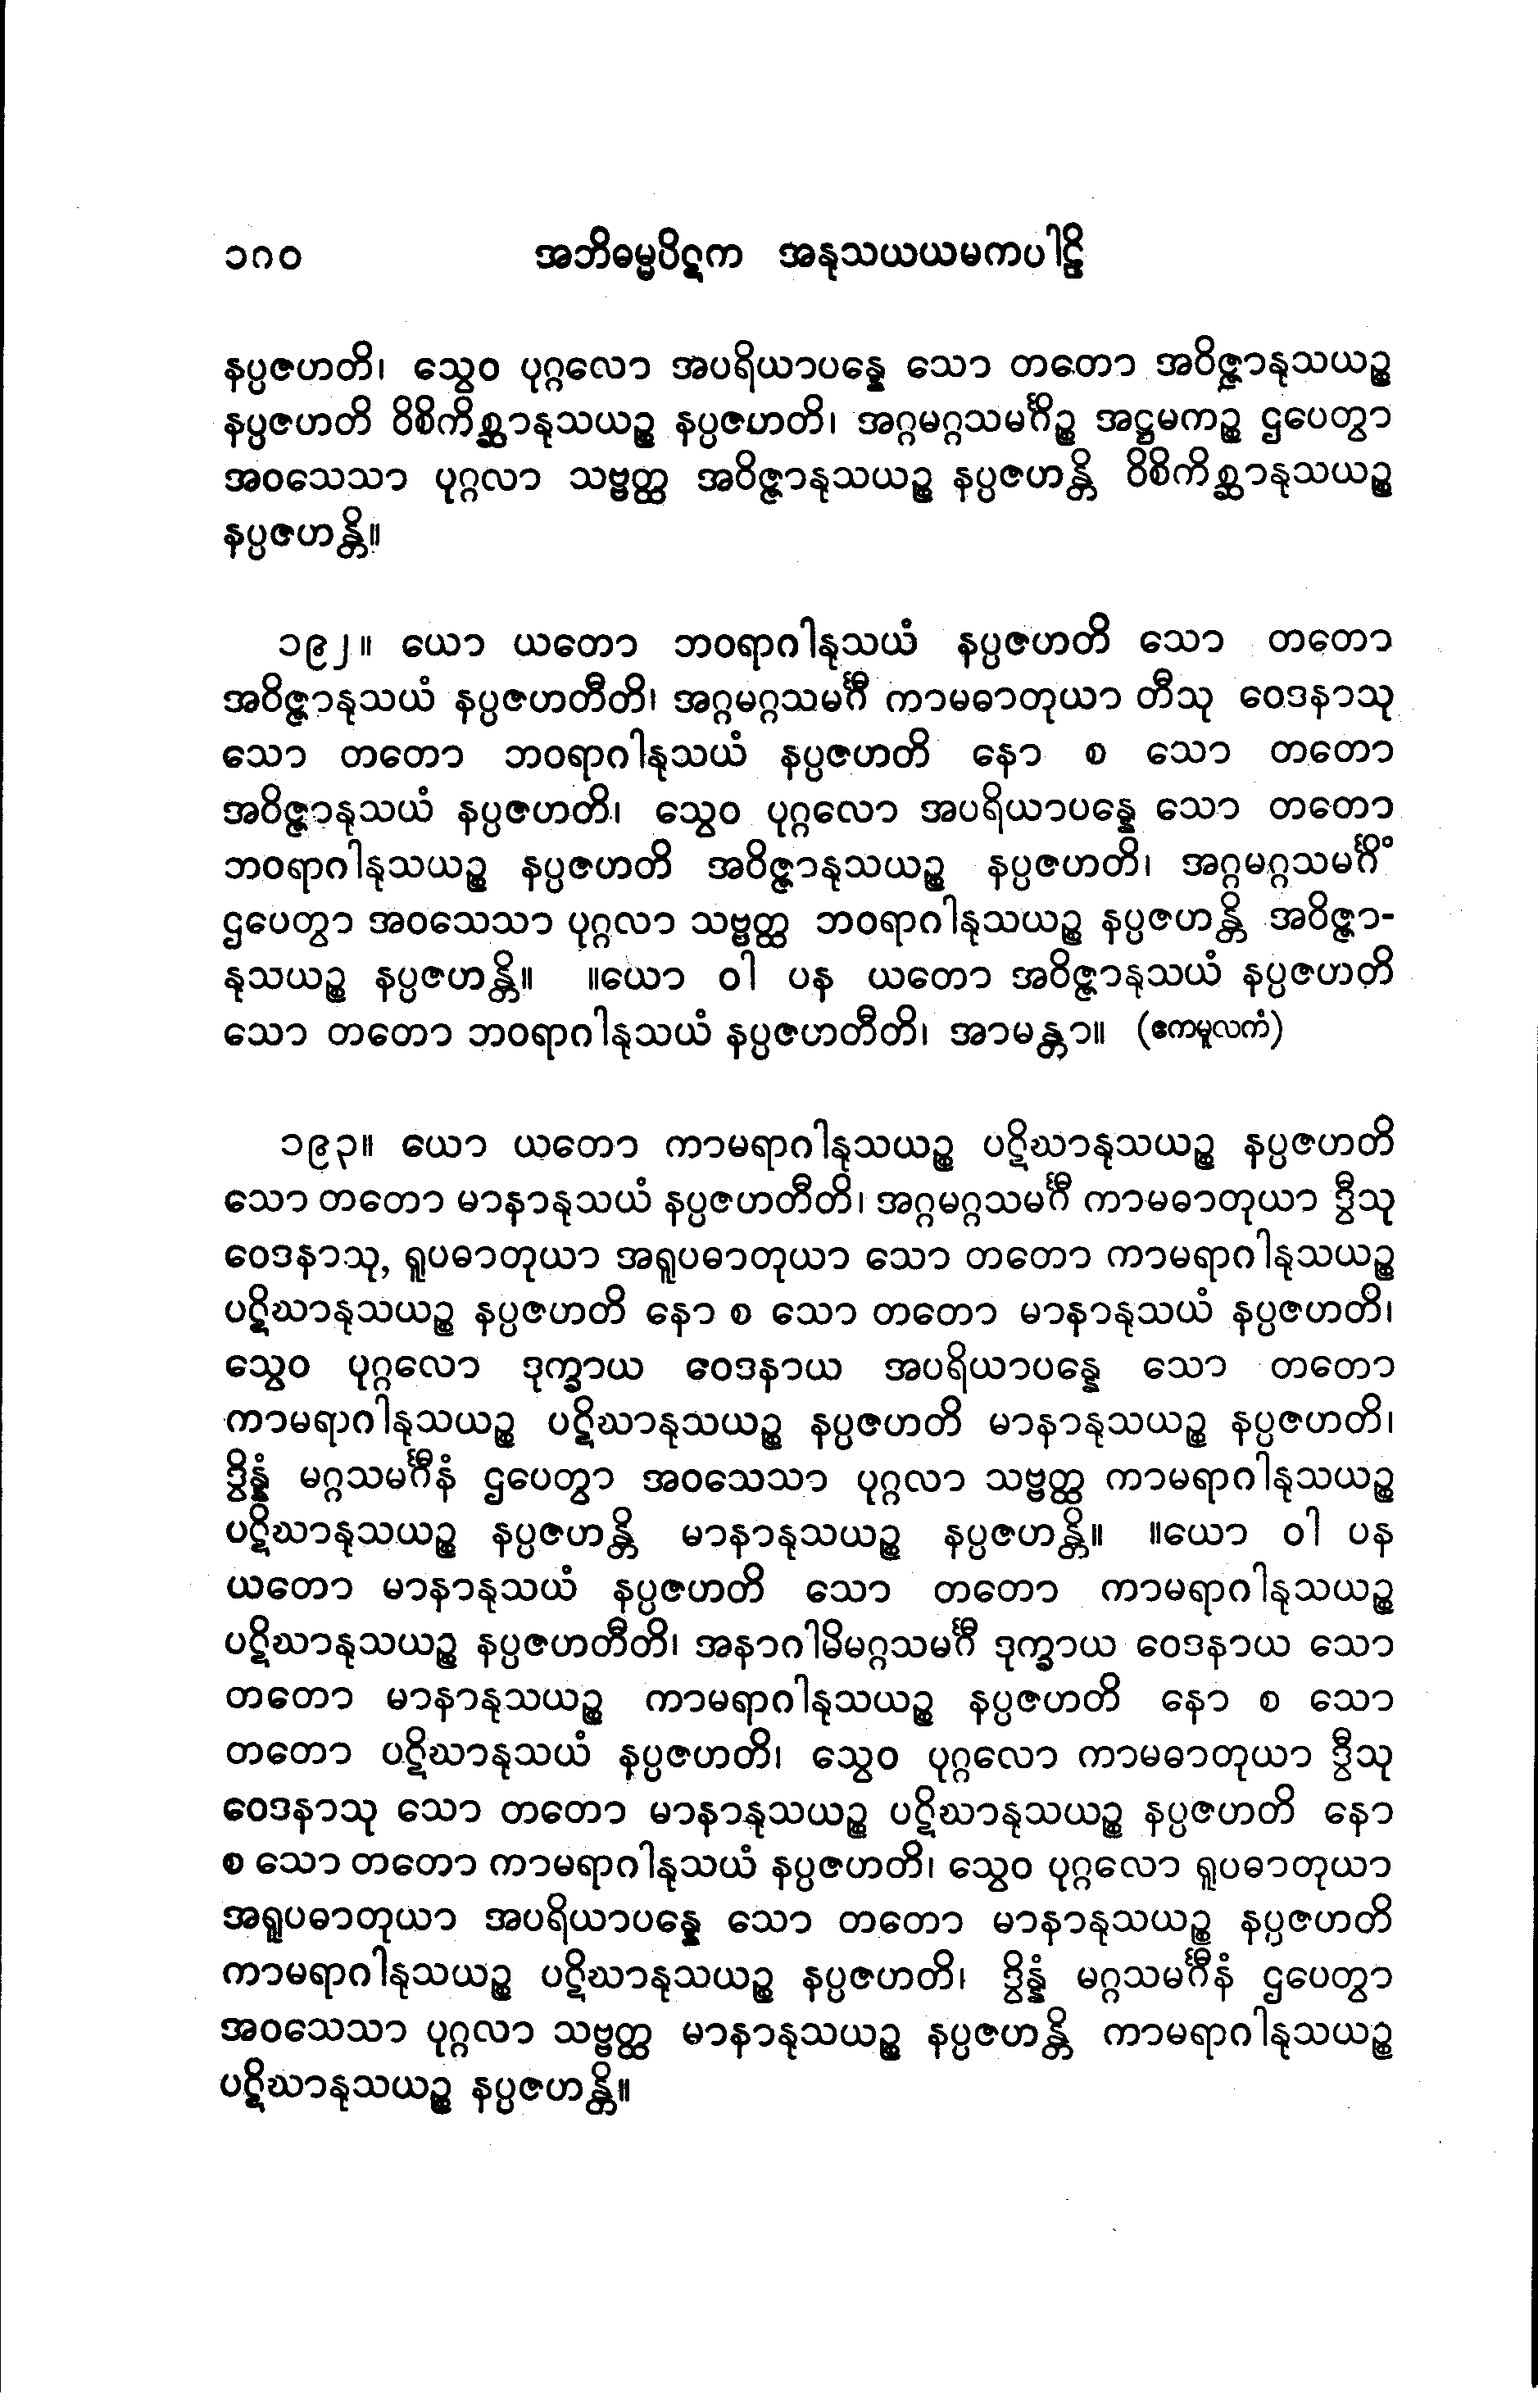 ၁၈၀ အဘိဓမ္မပိဋက အနုသယယမကပါဠိ
နပ္ပဇဟတိ၊ သွေဝ ပုဂ္ဂလော အပရိယာပန္နေ သော တတော အဝိဇ္ဇာနုသယဉ္စ
နပ္ပဇဟတိ ဝိစိကိစ္ဆာနုသယဉ္စ နပ္ပဇဟတိ၊ အဂ္ဂမဂ္ဂသမင်္ဂိဉ္စ အဋ္ဌမကဉ္စ ဌပေတွာ
အဝသေသာ ပုဂ္ဂလာ သဗ္ဗတ္ထ အဝိဇ္ဇာနုသယဉ္စ နပ္ပဇဟန္တိ ဝိစိကိစ္ဆာနုသယဉ္စ
နပ္ပဇဟန္တိ။
၁၉၂။ ယော ယတော ဘဝရာဂါနုသယံ နပ္ပဇဟတိ သော တတော
အဝိဇ္ဇာနုသယံ နပ္ပဇဟတီတိ၊ အဂ္ဂမဂ္ဂသမင်္ဂီ ကာမဓာတုယာ တီသု ဝေဒနာသု
သော တတော ဘဝရာဂါနုသယံ နပ္ပဇဟတိ နော စ သော တတော
အဝိဇ္ဇာနုသယံ နပ္ပဇဟတိ၊ သွေဝ ပုဂ္ဂလော အပရိယာပန္နေ သော တတော
ဘဝရာဂါနုသယဉ္စ နပ္ပဇဟတိ အဝိဇ္ဇာနုသယဉ္စ နပ္ပဇဟတိ၊ အဂ္ဂမဂ္ဂသမင်္ဂိံ
ဌပေတွာ အဝသေသာ ပုဂ္ဂလာ သဗ္ဗတ္ထ ဘဝရာဂါနုသယဉ္စ နပ္ပဇဟန္တိ အဝိဇ္ဇာ-
နုသယဉ္စ နပ္ပဇဟန္တိ။ ။ယော ဝါ ပန ယတော အဝိဇ္ဇာနုသယံ နပ္ပဇဟတိ
သော တတော ဘဝရာဂါနုသယံ နပ္ပဇဟတီတိ၊ အာမန္တာ။ (ဧကမူလကံ)
၁၉၃။ ယော ယတော ကာမရာဂါနုသယဉ္စ ပဋိဃာနုသယဉ္စ နပ္ပဇဟတိ
သော တတော မာနာနုသယံ နပ္ပဇဟတီတိ၊ အဂ္ဂမဂ္ဂသမင်္ဂီ ကာမဓာတုယာ ဒွီသု
ဝေဒနာသု, ရူပဓာတုယာ အရူပဓာတုယာ သော တတော ကာမရာဂါနုသယဉ္စ
ပဋိဃာနုသယဉ္စ နပ္ပဇဟတိ နော စ သော တတော မာနာနုသယံ နပ္ပဇဟတိ၊
သွေဝ ပုဂ္ဂလော ဒုက္ခာယ ဝေဒနာယ အပရိယာပန္နေ သော တတော
ကာမရာဂါနုသယဉ္စ ပဋိဃာနုသယဉ္စ နပ္ပဇဟတိ မာနာနုသယဉ္စ နပ္ပဇဟတိ၊
ဒွိန္နံ မဂ္ဂသမင်္ဂီနံ ဌပေတွာ အဝသေသာ ပုဂ္ဂလာ သဗ္ဗတ္ထ ကာမရာဂါနုသယဉ္စ
ပဋိဃာနုသယဉ္စ နပ္ပဇဟန္တိ မာနာနုသယဉ္စ နပ္ပဇဟန္တိ။ ။ယော ဝါ ပန
ယတော မာနာနုသယံ နပ္ပဇဟတိ သော တတော ကာမရာဂါနုသယဉ္စ
ပဋိဃာနုသယဉ္စ နပ္ပဇဟတီတိ၊ အနာဂါမိမဂ္ဂသမင်္ဂီ ဒုက္ခာယ ဝေဒနာယ သော
တတော မာနာနုသယဉ္စ ကာမရာဂါနုသယဉ္စ နပ္ပဇဟတိ နော စ သော
တတော ပဋိဃာနုသယံ နပ္ပဇဟတိ၊ သွေဝ ပုဂ္ဂလော ကာမဓာတုယာ ဒွီသု
ဝေဒနာသု သော တတော မာနာနုသယဉ္စ ပဋိဃာနုသယဉ္စ နပ္ပဇဟတိ နော
စ သော တတော ကာမရာဂါနုသယံ နပ္ပဇဟတိ၊ သွေဝ ပုဂ္ဂလော ရူပဓာတုယာ
အရူပဓာတုယာ အပရိယာပန္နေ သော တတော မာနာနုသယဉ္စ နပ္ပဇဟတိ
ကာမရာဂါနုသယဉ္စ ပဋိဃာနုသယဉ္စ နပ္ပဇဟတိ၊ ဒွိန္နံ မဂ္ဂသမင်္ဂီနံ ဌပေတွာ
အဝသေသာ ပုဂ္ဂလာ သဗ္ဗတ္ထ မာနာနုသယဉ္စ နပ္ပဇဟန္တိ ကာမရာဂါနုသယဉ္စ
ပဋိဃာနုသယဉ္စ နပ္ပဇဟန္တိ။